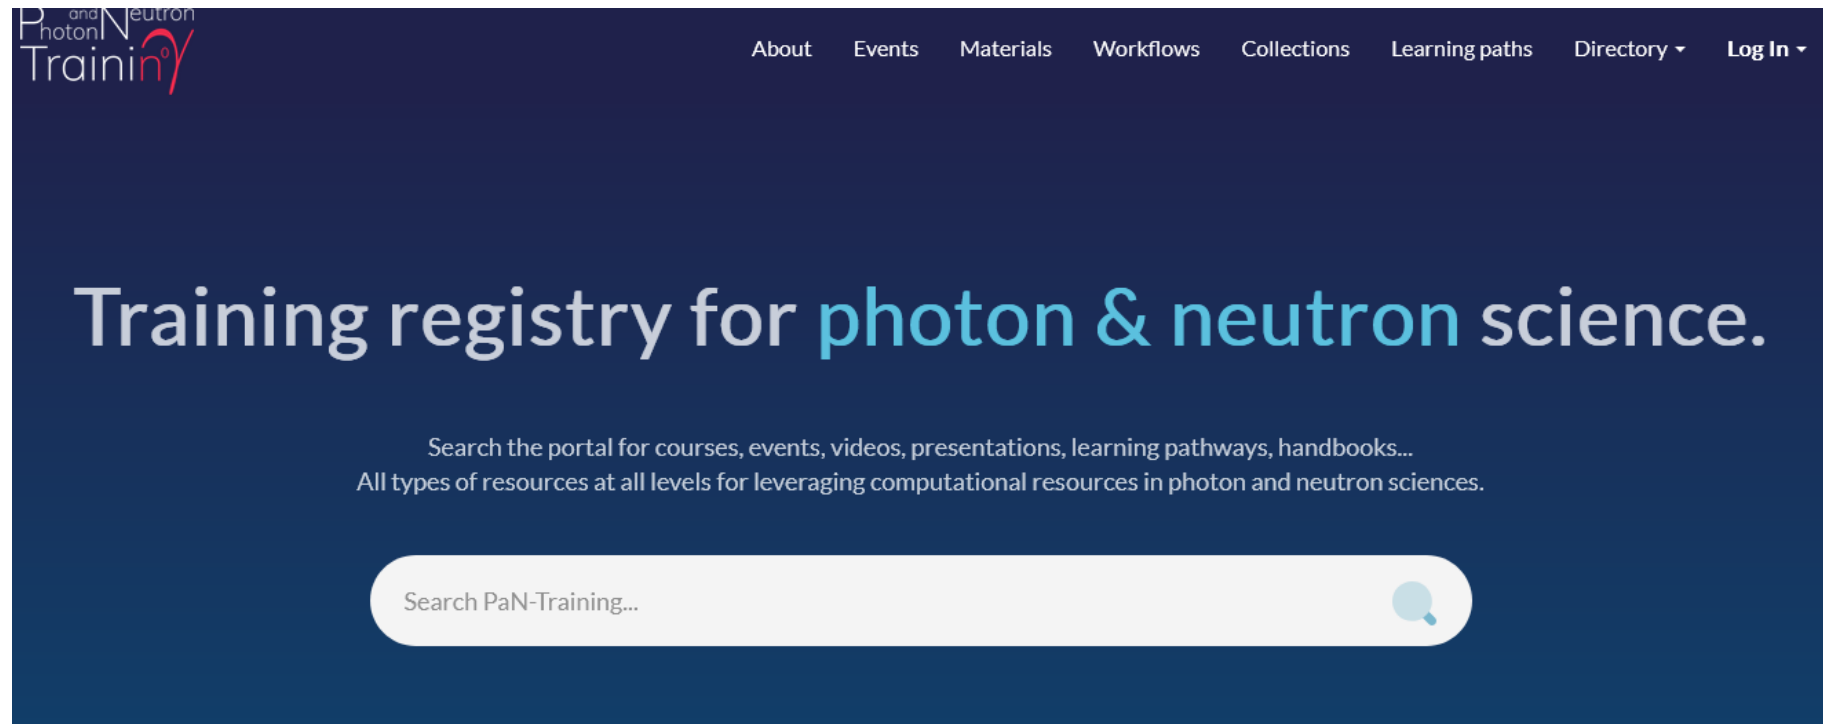 Photon and Neutron
Training
About Events Materials Workflows Collections Learning paths Directory Log In
Training registry for photon & neutron science.
Search the portal for courses, events, videos, presentations, learning pathways, handbooks...
All types of resources at all levels for leveraging computational resources in photon and neutron sciences.
Search PaN-Training...